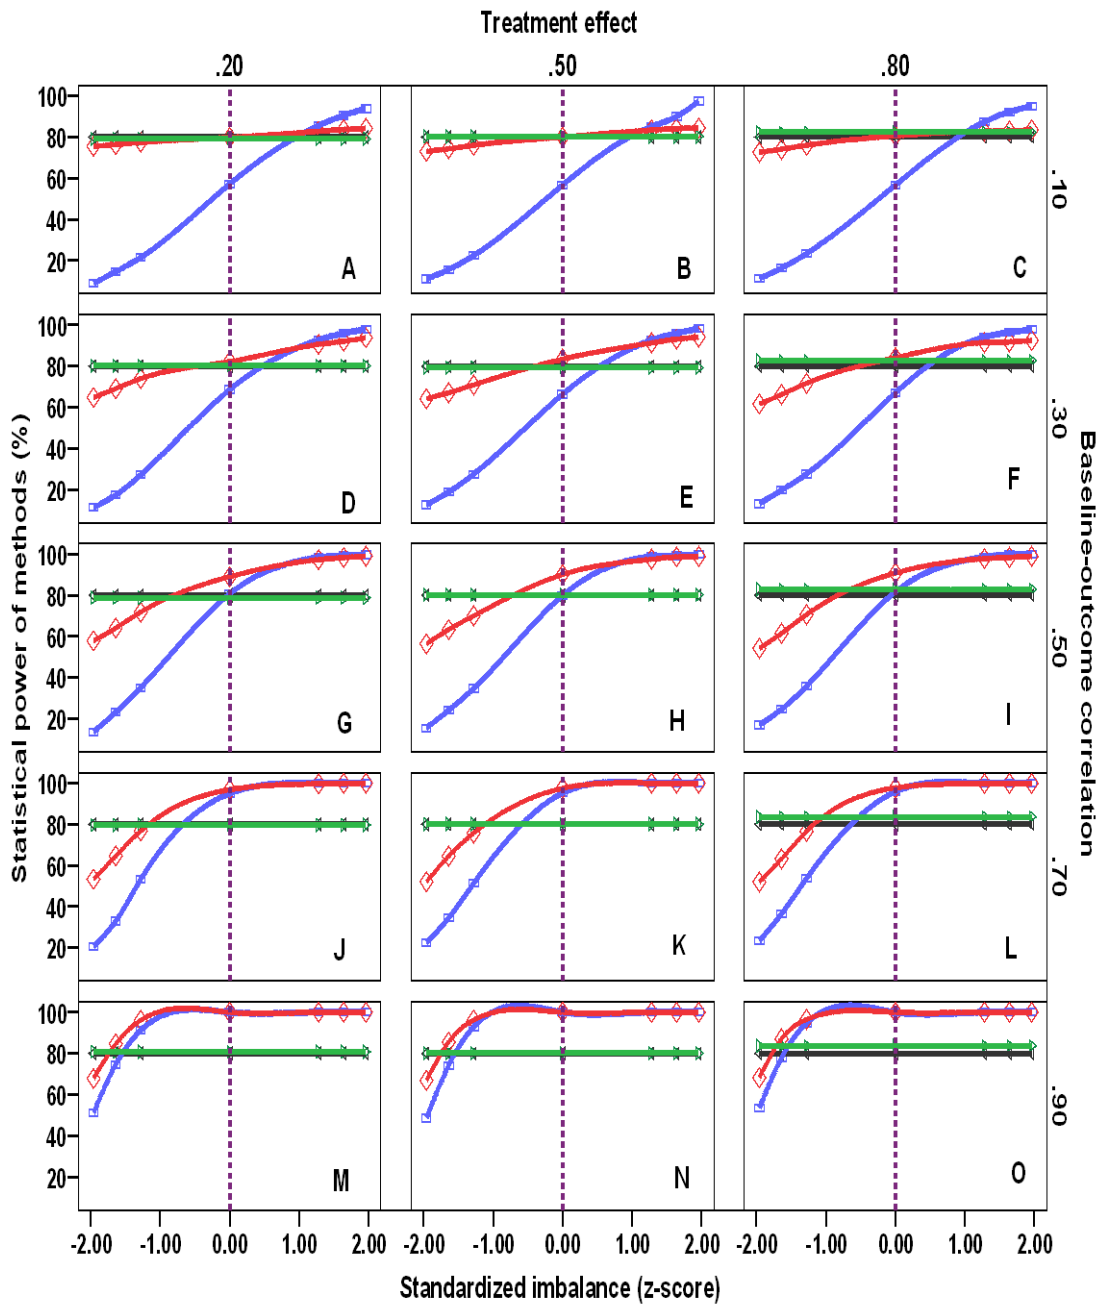 Treatment effect
.20 .50 .80
100
80
60
40
20
A
B
C
.10
100
80
60
40
20
D
E
F
.30
100
80
60
40
20
G
H
I
.50
100
80
60
40
20
J
K
L
.70
100
80
60
40
20
M
N
O
.90
Statistical power of methods (%)
Baseline-outcome correlation
-2.00 -1.00 0.00 1.00 2.00 -2.00 -1.00 0.00 1.00 2.00 -2.00 -1.00 0.00 1.00 2.00
Standardized imbalance (z-score)